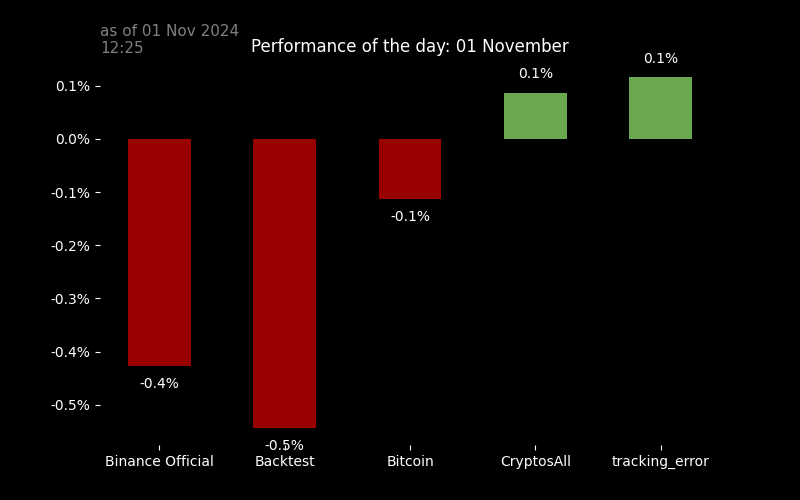 as of 01 Nov 2024
12:25
Performance of the day: 01 November
0.1%
0.1%
0.1%
0.0%
-0.1%
-0.1%
-0.2%
-0.3%
-0.4%
-0.4%
-0.5%
-0.5%
Binance Official
Backtest
Bitcoin
CryptosAll
tracking_error